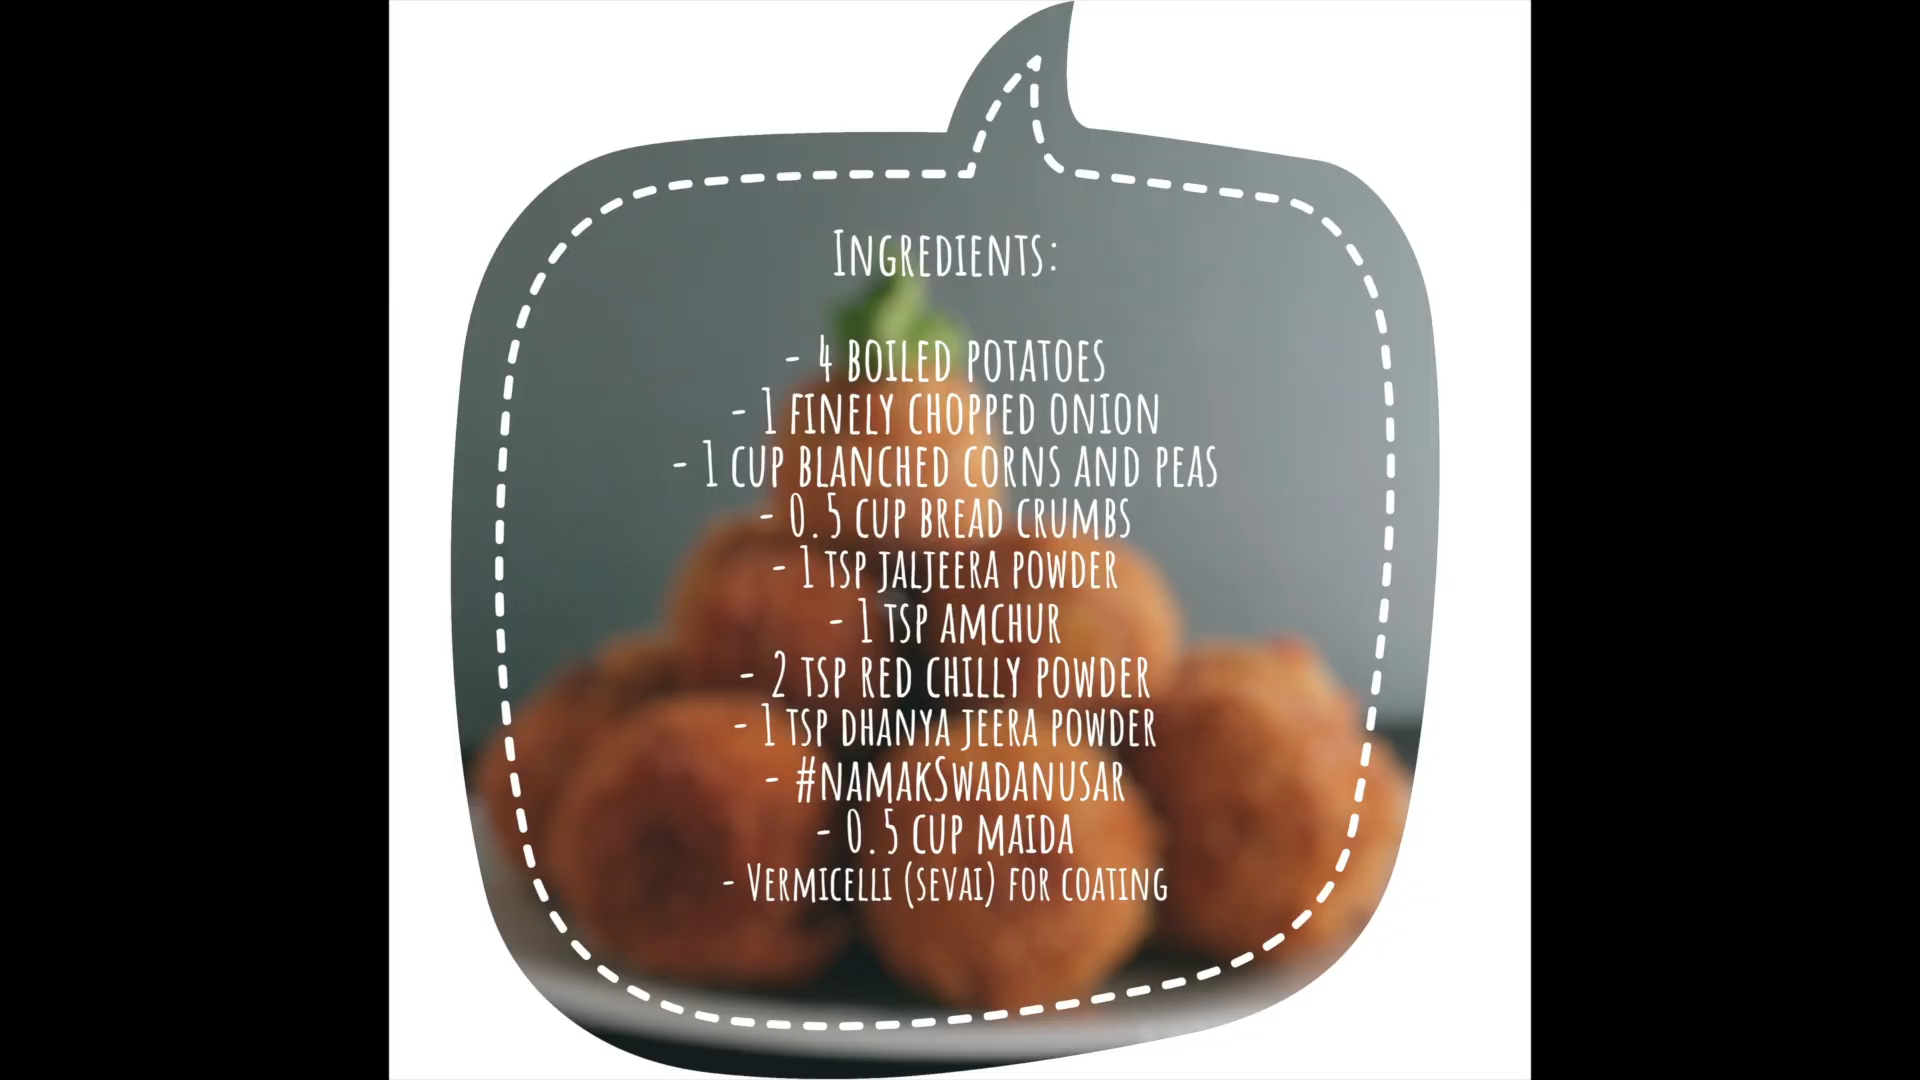 Ingredients:
- 4 boiled potatoes
- 1 finely chopped onion
- 1 cup blanched corns and peas
- 0.5 cup bread crumbs
- 1 tsp jaljeera powder
- 1 tsp amchur
- 2 tsp red chilly powder
- 1 tsp dhanya jeera powder
- #namakSwadanusar
- 0.5 cup maida
- Vermicelli (sevai) for coating